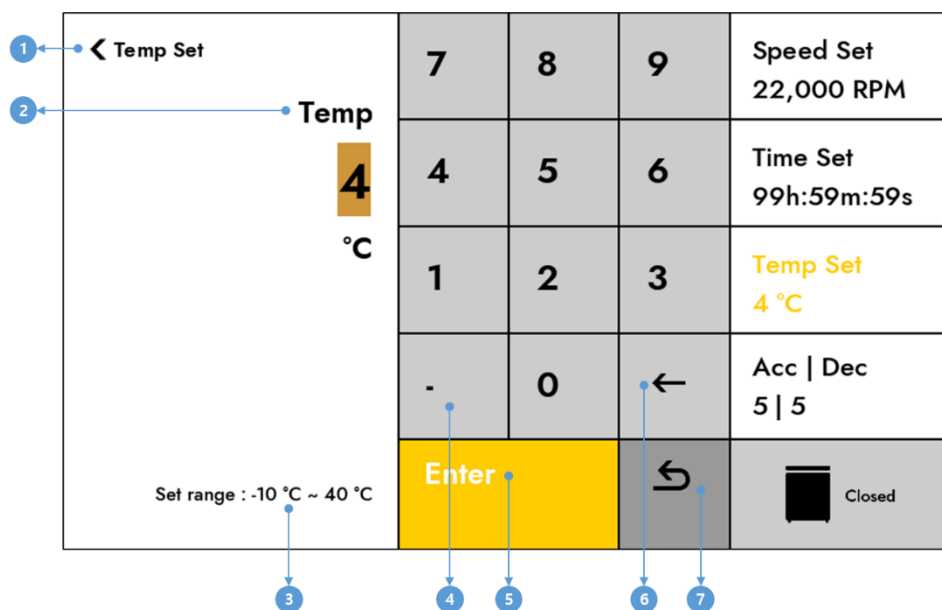 1
Temp Set
2
Temp
4
°C
Set range : -10 °C ~ 40 °C
3
7 8 9
4 5 6
1 2 3
- 0 ←
Enter
4 5 6 7
Speed Set
22,000 RPM
Time Set
99h:59m:59s
Temp Set
4 °C
Acc | Dec
5 | 5
Closed